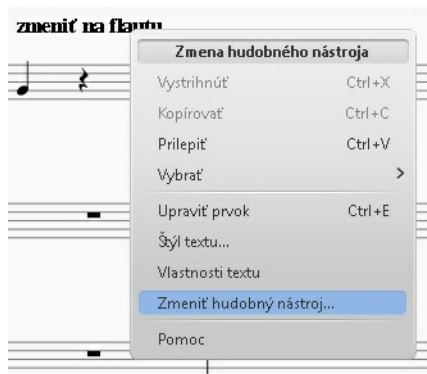 zmeniť na flautu
Zmena hudobného nástroja
Vystrihnúť Ctrl+X
Kopírovať Ctrl+C
Prilepiť Ctrl+V
Vybrať
Upraviť prvok Ctrl+E
Štýl textu...
Vlastnosti textu
Zmeniť hudobný nástroj...
Pomoc